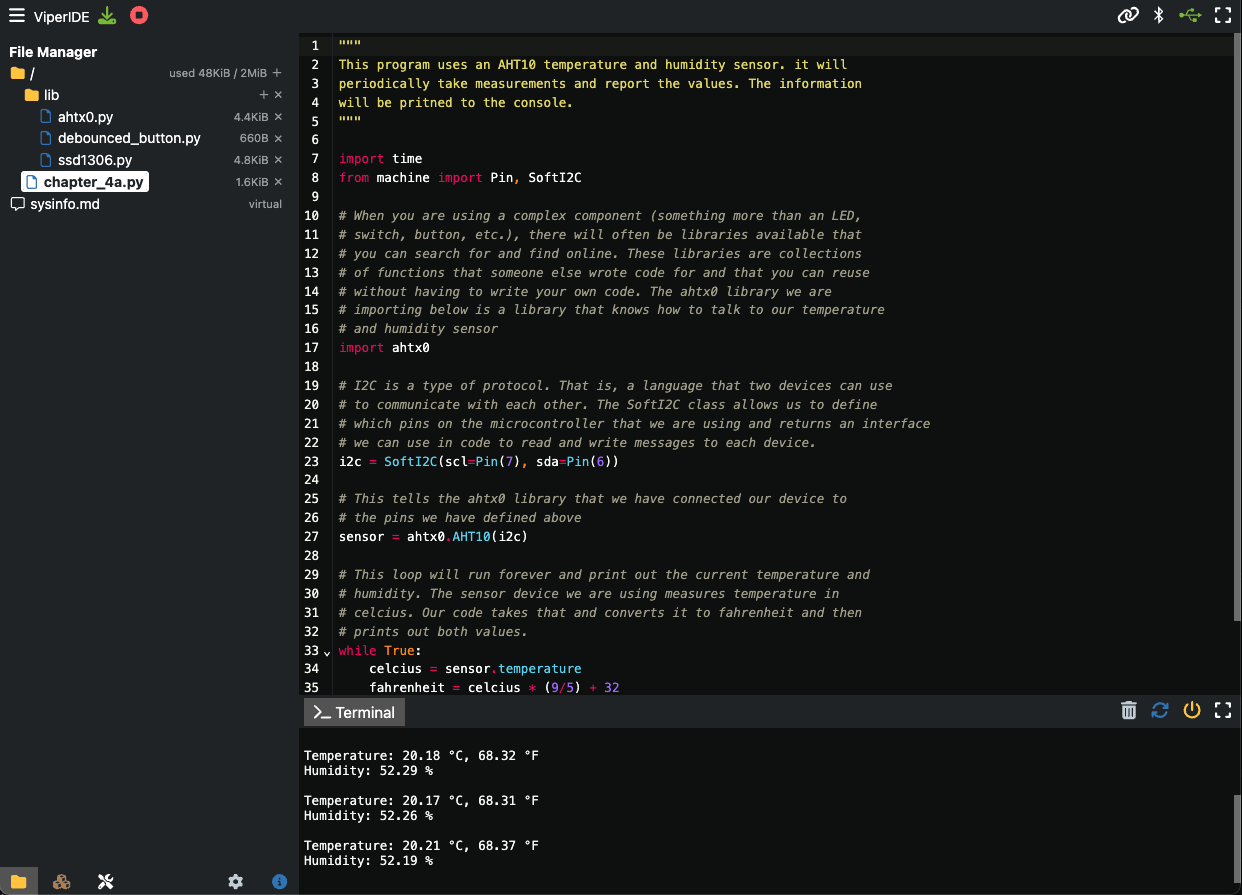 ViperIDE
File Manager
/ used 48KiB / 2MiB +
lib + ×
ahtx0.py 4.4KiB ×
debounced_button.py 660B ×
ssd1306.py 4.8KiB ×
chapter_4a.py 1.6KiB ×
sysinfo.md virtual
1 """
2 This program uses an AHT10 temperature and humidity sensor. it will
3 periodically take measurements and report the values. The information
4 will be pritned to the console.
5 """
6
7 import time
8 from machine import Pin, SoftI2C
9
10 # When you are using a complex component (something more than an LED,
11 # switch, button, etc.), there will often be libraries available that
12 # you can search for and find online. These libraries are collections
13 # of functions that someone else wrote code for and that you can reuse
14 # without having to write your own code. The ahtx0 library we are
15 # importing below is a library that knows how to talk to our temperature
16 # and humidity sensor
17 import ahtx0
18
19 # I2C is a type of protocol. That is, a language that two devices can use
20 # to communicate with each other. The SoftI2C class allows us to define
21 # which pins on the microcontroller that we are using and returns an interface
22 # we can use in code to read and write messages to each device.
23 i2c = SoftI2C(scl=Pin(7), sda=Pin(6))
24
25 # This tells the ahtx0 library that we have connected our device to
26 # the pins we have defined above
27 sensor = ahtx0.AHT10(i2c)
28
29 # This loop will run forever and print out the current temperature and
30 # humidity. The sensor device we are using measures temperature in
31 # celcius. Our code takes that and converts it to fahrenheit and then
32 # prints out both values.
33 while True:
34     celcius = sensor.temperature
35     fahrenheit = celcius * (9/5) + 32
Terminal
Temperature: 20.18 °C, 68.32 °F
Humidity: 52.29 %
Temperature: 20.17 °C, 68.31 °F
Humidity: 52.26 %
Temperature: 20.21 °C, 68.37 °F
Humidity: 52.19 %